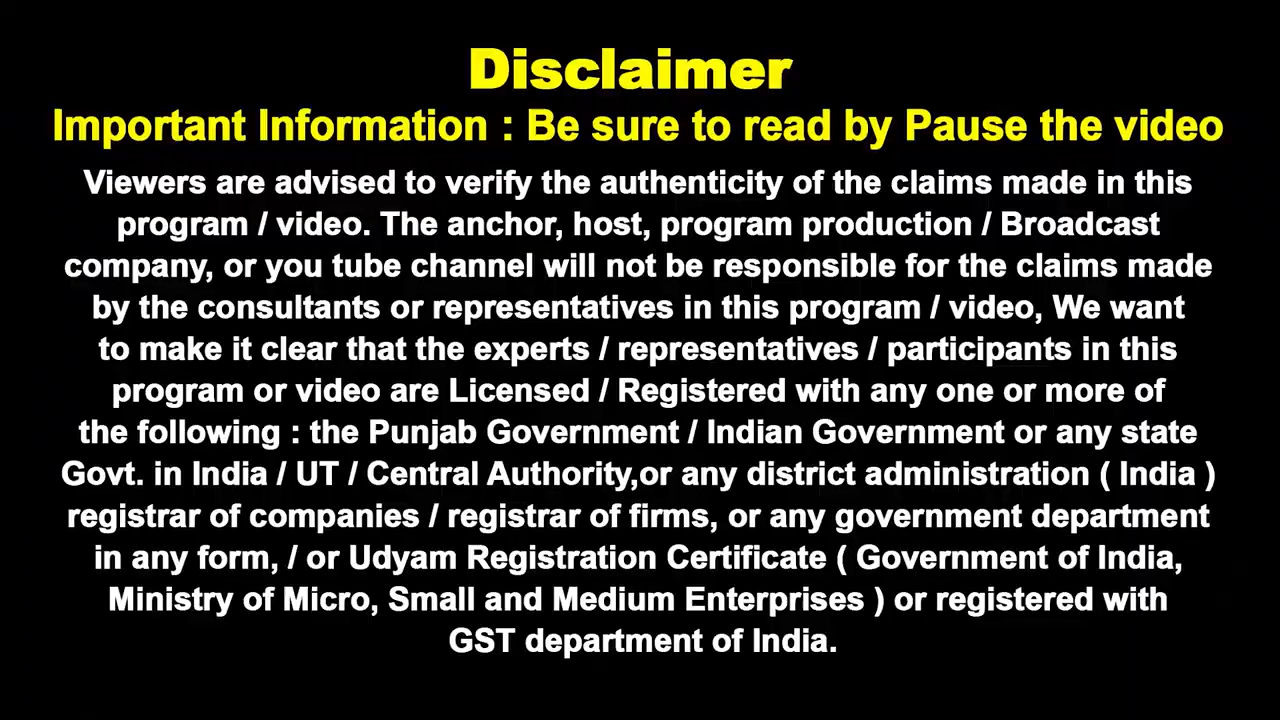 Disclaimer
Important Information : Be sure to read by Pause the video
Viewers are advised to verify the authenticity of the claims made in this
program / video. The anchor, host, program production / Broadcast
company, or you tube channel will not be responsible for the claims made
by the consultants or representatives in this program / video, We want
to make it clear that the experts / representatives / participants in this
program or video are Licensed / Registered with any one or more of
the following : the Punjab Government / Indian Government or any state
Govt. in India / UT / Central Authority,or any district administration ( India )
registrar of companies / registrar of firms, or any government department
in any form, / or Udyam Registration Certificate ( Government of India,
Ministry of Micro, Small and Medium Enterprises ) or registered with
GST department of India.